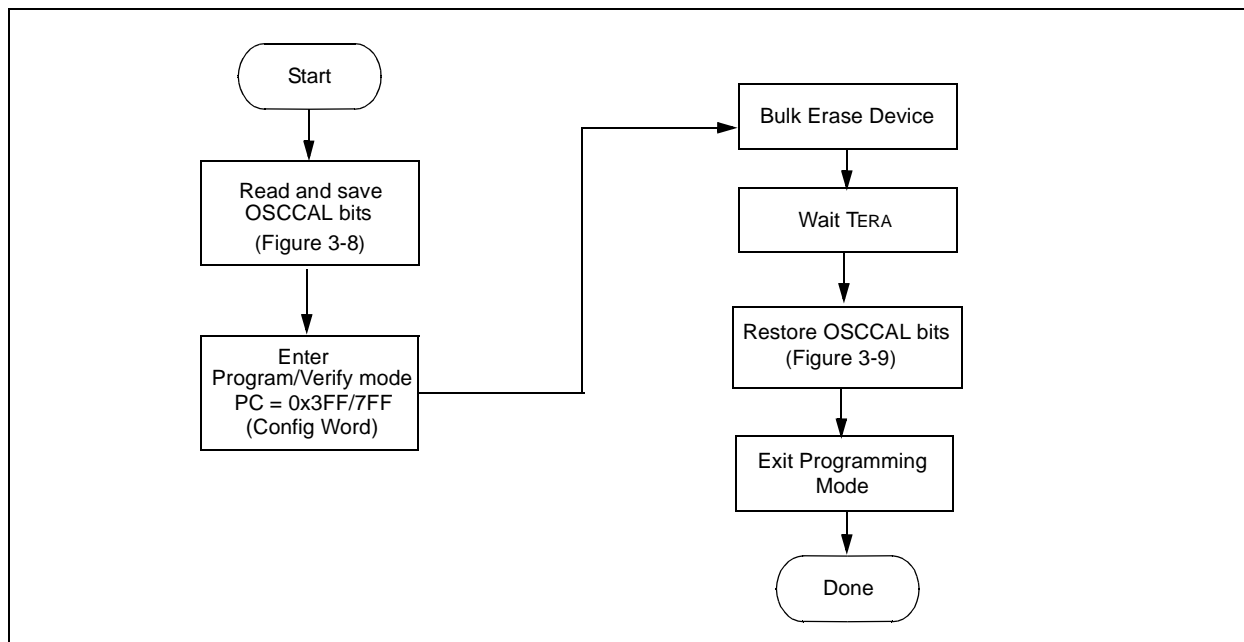 Start
Read and save
OSCCAL bits
(Figure 3-8)
Enter
Program/Verify mode
PC = 0x3FF/7FF
(Config Word)
Bulk Erase Device
Wait TERA
Restore OSCCAL bits
(Figure 3-9)
Exit Programming
Mode
Done